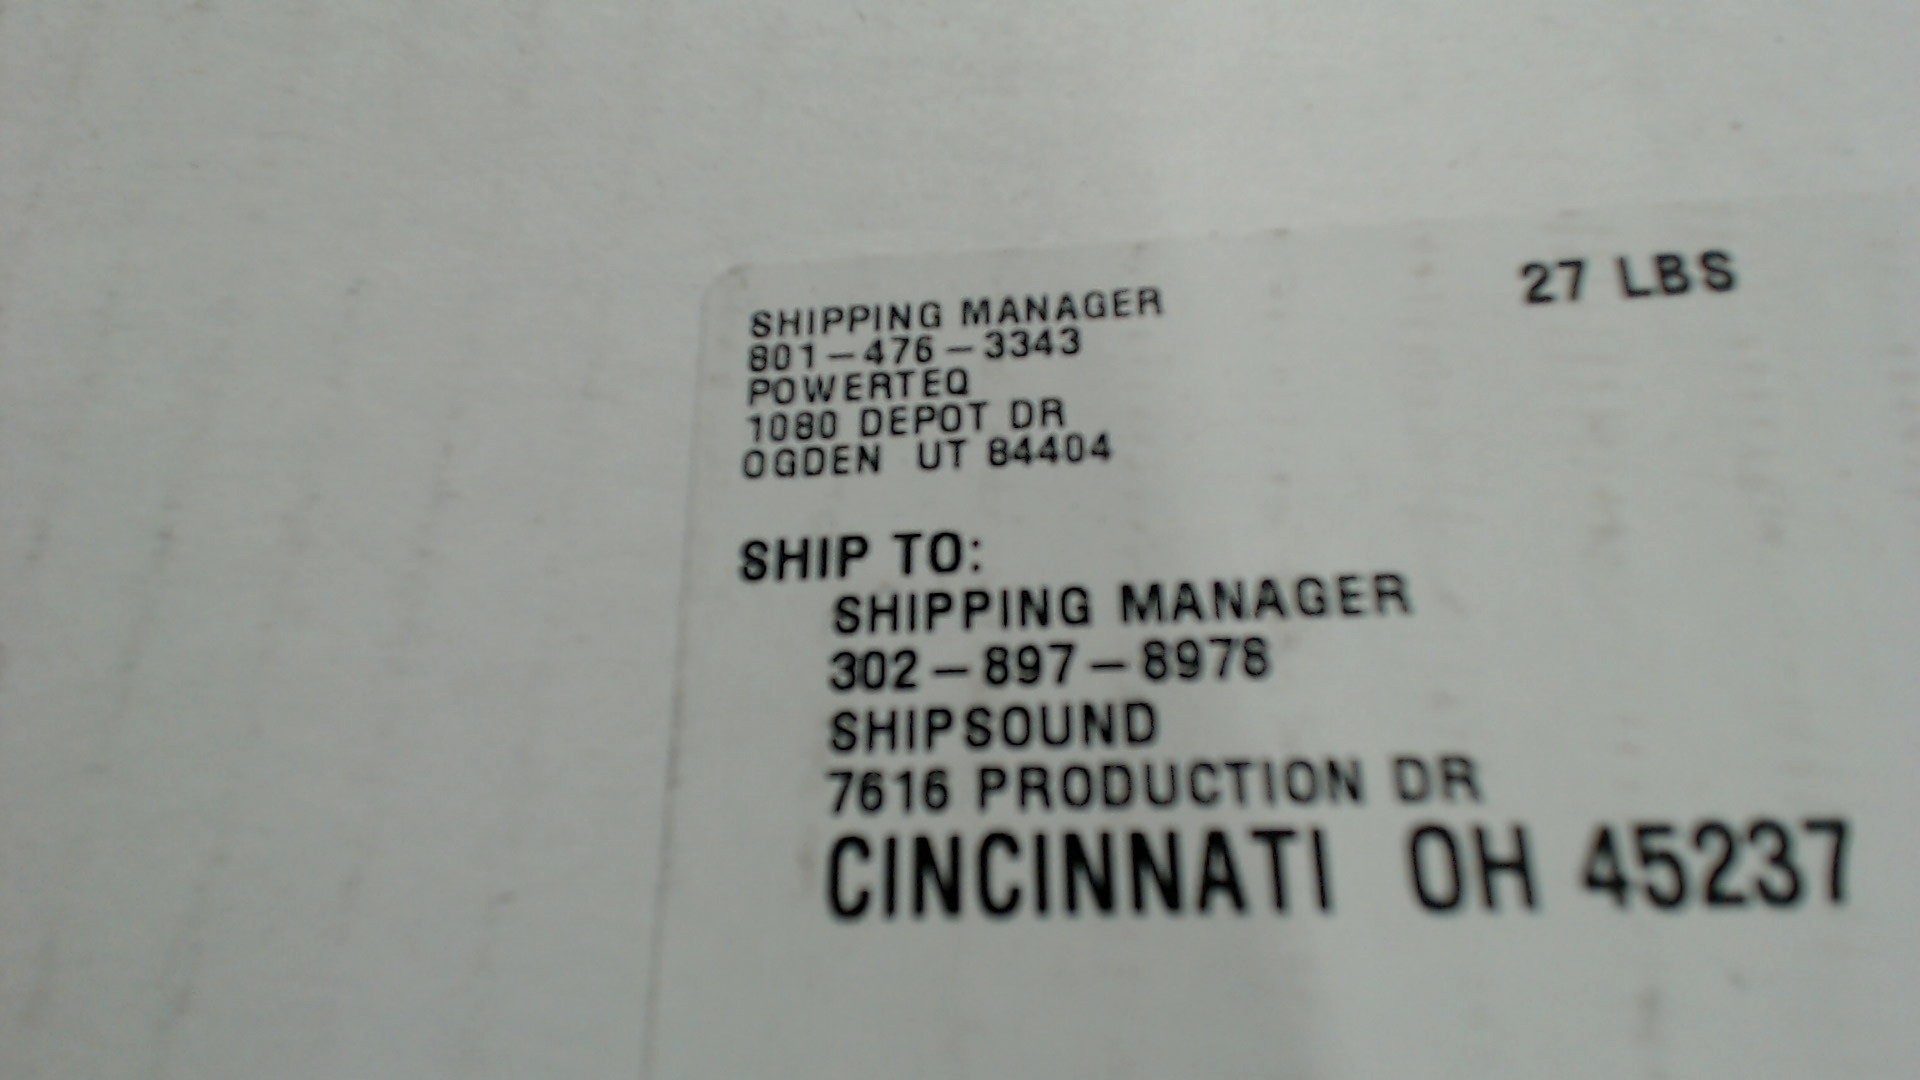 SHIPPING MANAGER
27 LBS
801-476-3343
POWERTEQ
1080 DEPOT DR
OGDEN UT 84404
SHIP TO:
SHIPPING MANAGER
302-897-8978
SHIPSOUND
7616 PRODUCTION DR
CINCINNATI OH 45237